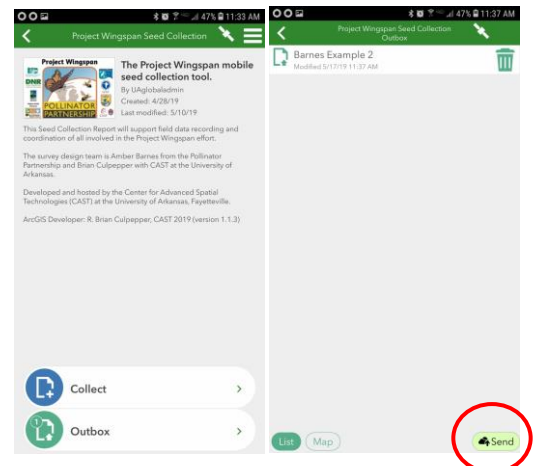 47% 11:33 AM
Project Wingspan Seed Collection
Project Wingspan
DNR
POLLINATOR
PARTNERSHIP
The Project Wingspan mobile
seed collection tool.
By UAglobaladmin
Created: 4/28/19
Last modified: 5/10/19
This Seed Collection Report will support field data recording and
coordination of all involved in the Project Wingspan effort.
The survey design team is Amber Barnes from the Pollinator
Partnership and Brian Culpepper with CAST at the University of
Arkansas.
Developed and hosted by the Center for Advanced Spatial
Technologies (CAST) at the University of Arkansas, Fayetteville.
ArcGIS Developer: R. Brian Culpepper, CAST 2019 (version 1.1.3)
Collect
1
Outbox
47% 11:37 AM
Project Wingspan Seed Collection
Outbox
Barnes Example 2
Modified 5/17/19 11:37 AM
List
Map
Send